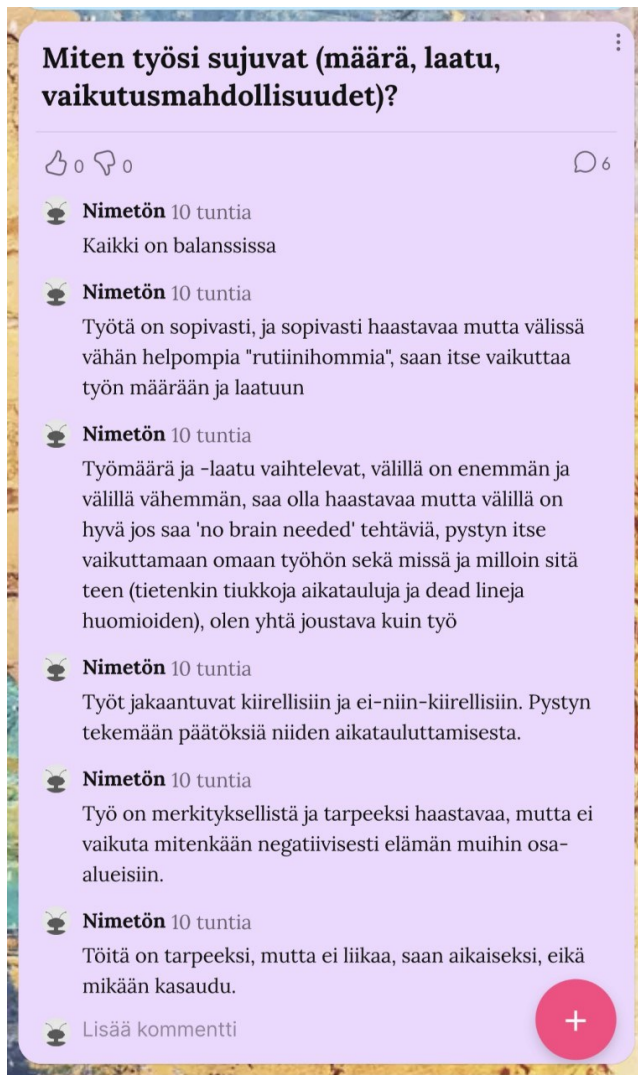 Miten työsi sujuvat (määrä, laatu,
vaikutusmahdollisuudet)?
0 0 6
Nimetön 10 tuntia
Kaikki on balanssissa
Nimetön 10 tuntia
Työtä on sopivasti, ja sopivasti haastavaa mutta välissä
vähän helpompia "rutiinihommia", saan itse vaikuttaa
työn määrään ja laatuun
Nimetön 10 tuntia
Työmäärä ja -laatu vaihtelevat, välillä on enemmän ja
välillä vähemmän, saa olla haastavaa mutta välillä on
hyvä jos saa 'no brain needed' tehtäviä, pystyn itse
vaikuttamaan omaan työhön sekä missä ja milloin sitä
teen (tietenkin tiukkoja aikatauluja ja dead lineja
huomioiden), olen yhtä joustava kuin työ
Nimetön 10 tuntia
Työt jakaantuvat kiirellisiin ja ei-niin-kiirellisiin. Pystyn
tekemään päätöksiä niiden aikatauluttamisesta.
Nimetön 10 tuntia
Työ on merkityksellistä ja tarpeeksi haastavaa, mutta ei
vaikuta mitenkään negatiivisesti elämän muihin osa-
alueisiin.
Nimetön 10 tuntia
Töitä on tarpeeksi, mutta ei liikaa, saan aikaiseksi, eikä
mikään kasaudu.
Lisää kommentti